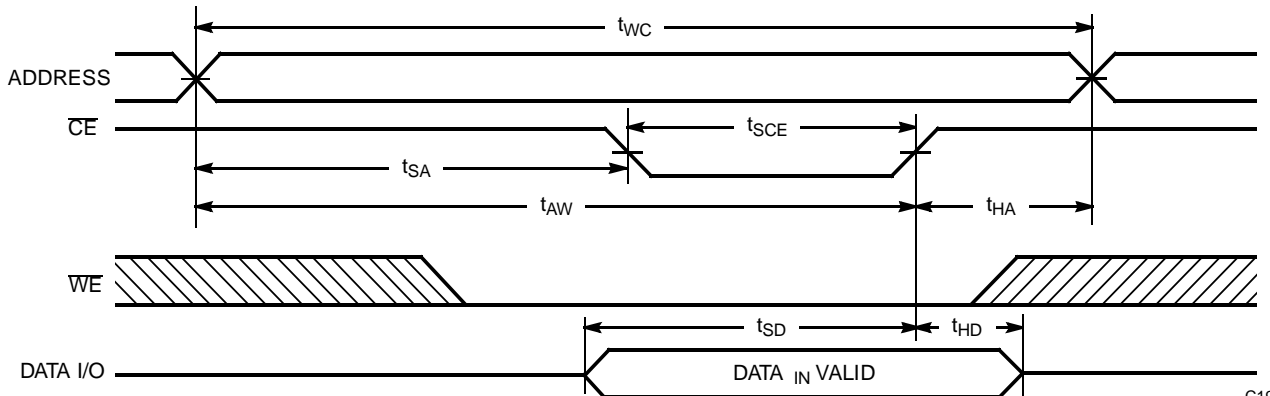 tWC
ADDRESS
CE
tSCE
tSA
tAW
tHA
WE
tSD
tHD
DATA I/O
DATA IN VALID